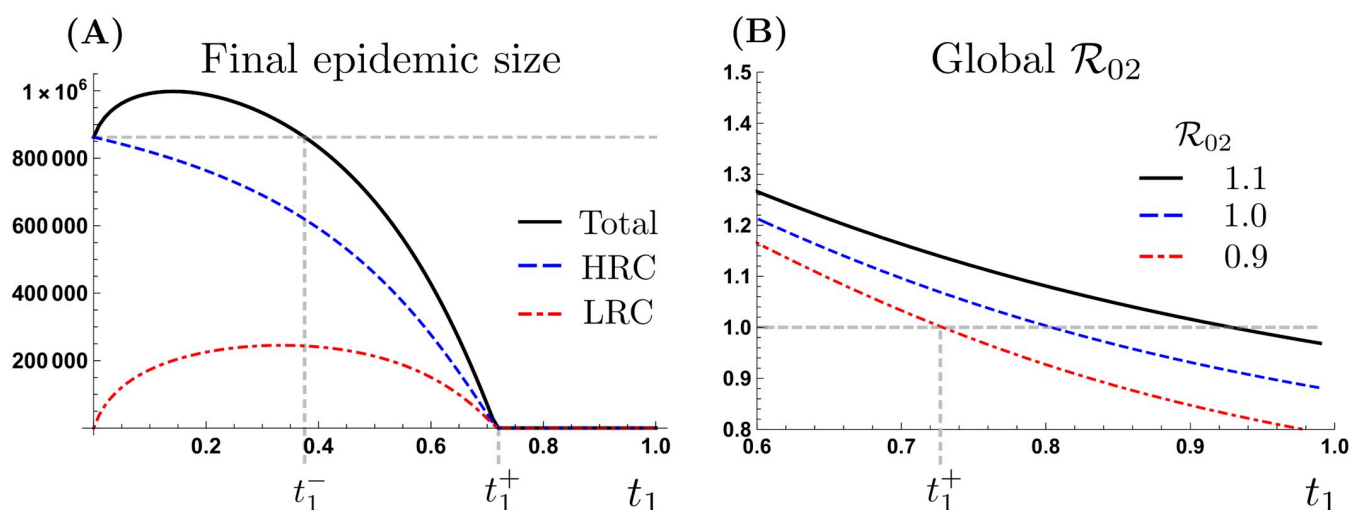 (A)
Final epidemic size
1 × 10⁶
800 000
600 000
400 000
200 000
0.2 0.4 0.6 0.8 1.0
t₁⁻ t₁⁺ t₁
Total
HRC
LRC
(B)
Global ℛ₀₂
1.5
1.4
1.3
1.2
1.1
1.0
0.9
0.8
0.6 0.7 0.8 0.9 1.0
t₁⁺ t₁
ℛ₀₂
1.1
1.0
0.9